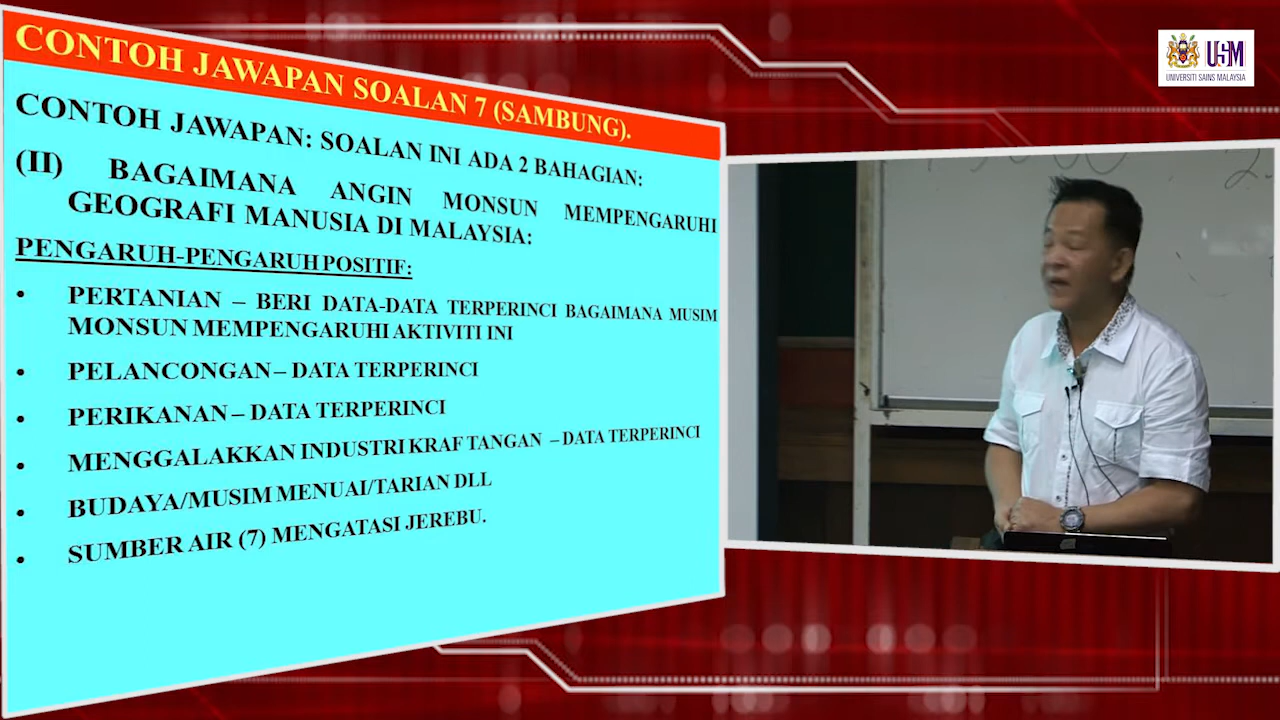 CONTOH JAWAPAN SOALAN 7 (SAMBUNG).
CONTOH JAWAPAN: SOALAN INI ADA 2 BAHAGIAN:
(II) BAGAIMANA ANGIN MONSUN MEMPENGARUHI
GEOGRAFI MANUSIA DI MALAYSIA:
PENGARUH-PENGARUH POSITIF:
• PERTANIAN – BERI DATA-DATA TERPERINCI BAGAIMANA MUSIM
MONSUN MEMPENGARUHI AKTIVITI INI
• PELANCONGAN – DATA TERPERINCI
• PERIKANAN – DATA TERPERINCI
• MENGGALAKKAN INDUSTRI KRAF TANGAN – DATA TERPERINCI
• BUDAYA/MUSIM MENUAI/TARIAN DLL
• SUMBER AIR (7) MENGATASI JEREBU.
USM
UNIVERSITI SAINS MALAYSIA